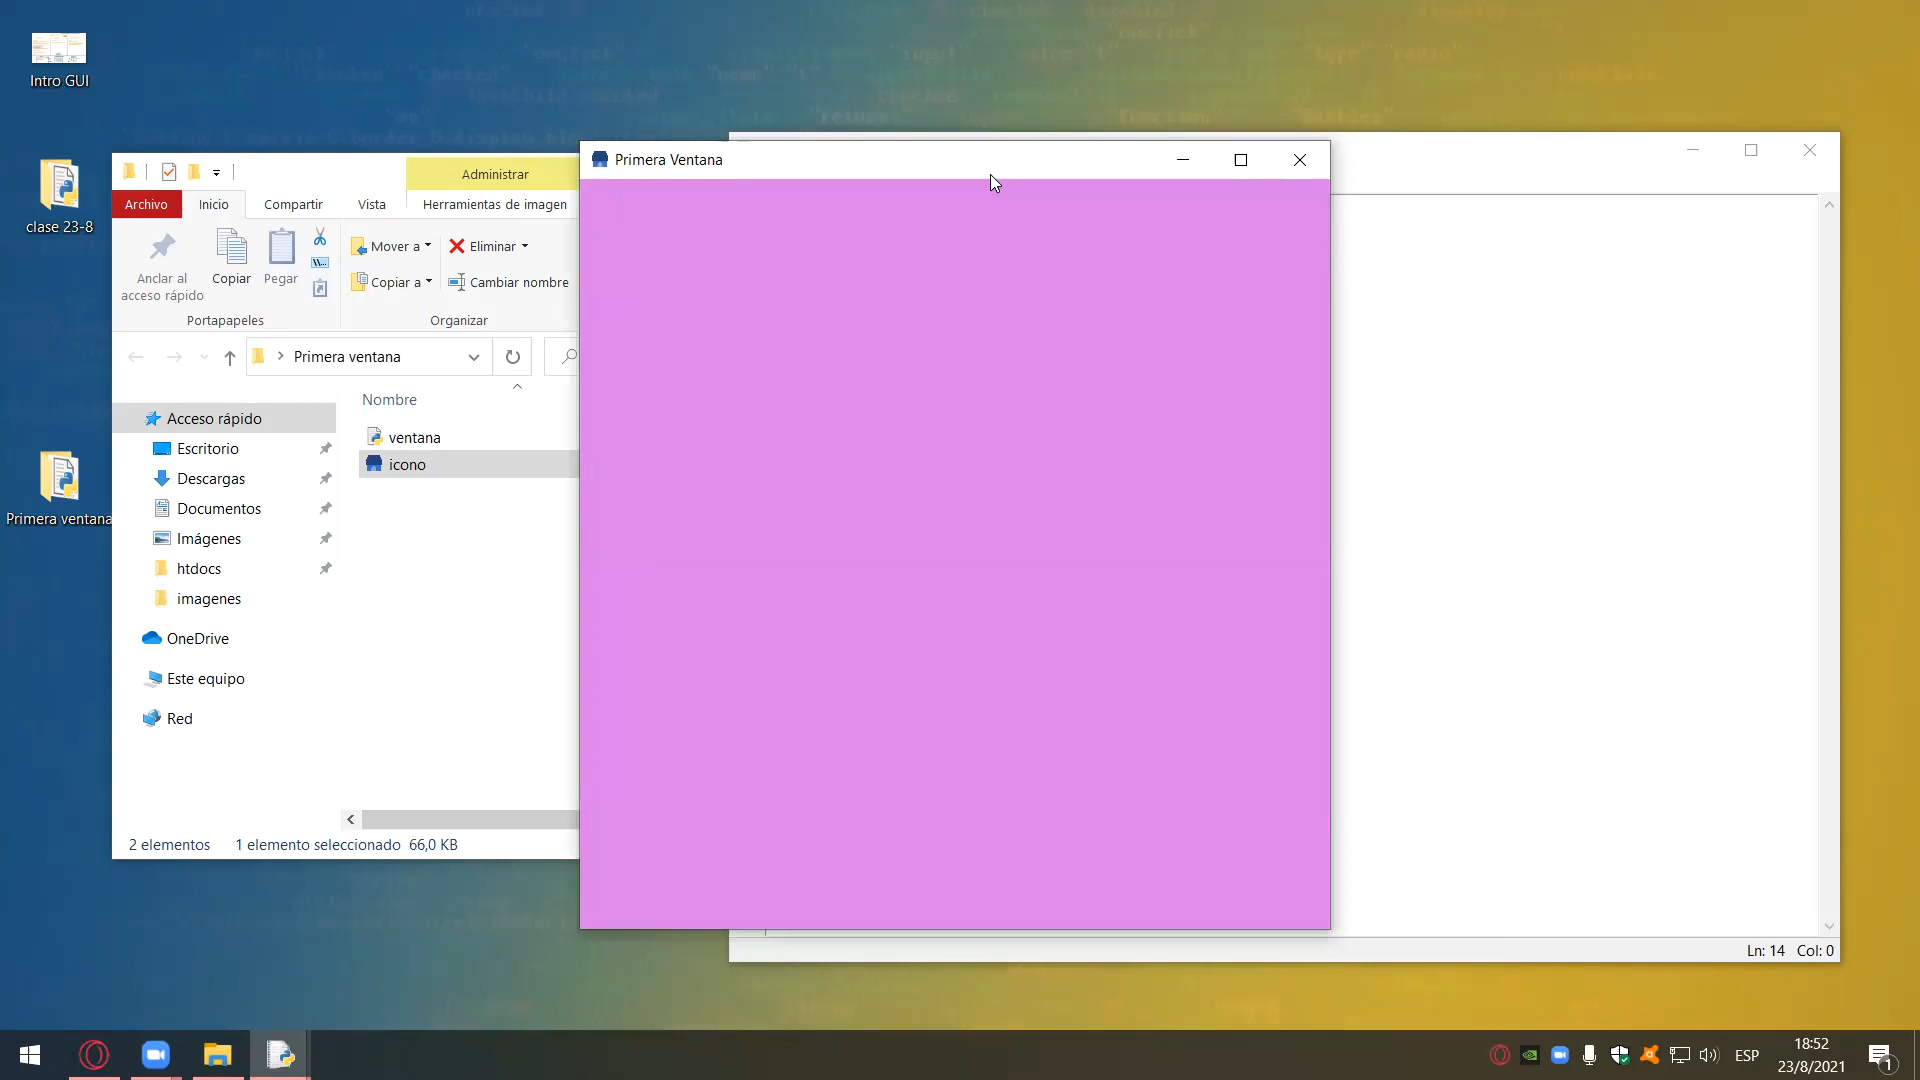 Intro GUI
clase 23-8
Primera ventana
Administrar
Archivo
Inicio
Compartir
Vista
Herramientas de imagen
Anclar al
acceso rápido
Copiar
Pegar
Mover a
Copiar a
Eliminar
Cambiar nombre
Portapapeles
Organizar
Primera ventana
Nombre
Acceso rápido
Escritorio
Descargas
Documentos
Imágenes
htdocs
imagenes
OneDrive
Este equipo
Red
ventana
icono
2 elementos 1 elemento seleccionado 66,0 KB
Primera Ventana
Ln: 14 Col: 0
ESP
18:52
23/8/2021
1